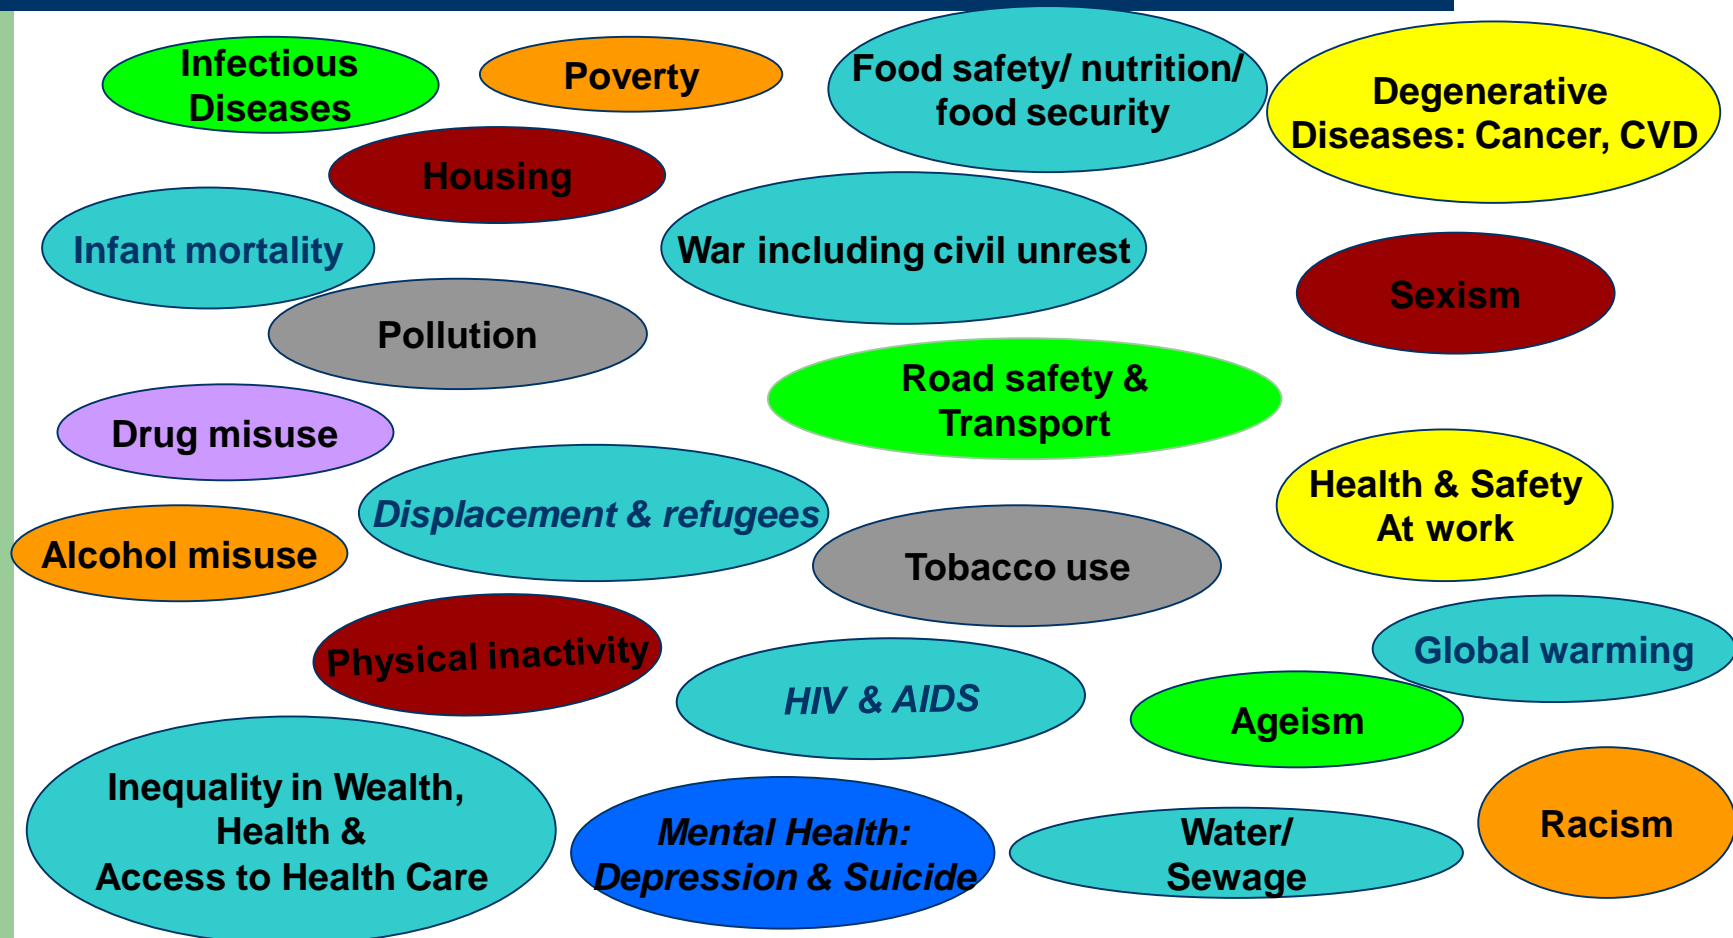 Infectious
Diseases
Poverty
Food safety/ nutrition/
food security
Degenerative
Diseases: Cancer, CVD
Housing
Infant mortality
War including civil unrest
Sexism
Pollution
Road safety &
Transport
Drug misuse
Displacement & refugees
Health & Safety
At work
Alcohol misuse
Tobacco use
Physical inactivity
Global warming
HIV & AIDS
Ageism
Inequality in Wealth,
Health &
Access to Health Care
Mental Health:
Depression & Suicide
Water/
Sewage
Racism